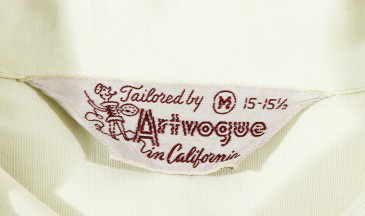 Tailored by M 15-15½
Artvogue
in California